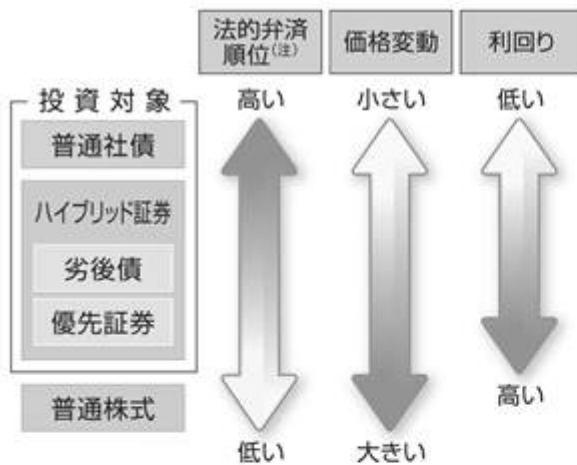 法的弁済
順位(注)
価格変動
利回り
高い
小さい
低い
投資対象
普通社債
ハイブリッド証券
劣後債
優先証券
普通株式
低い
大きい
高い